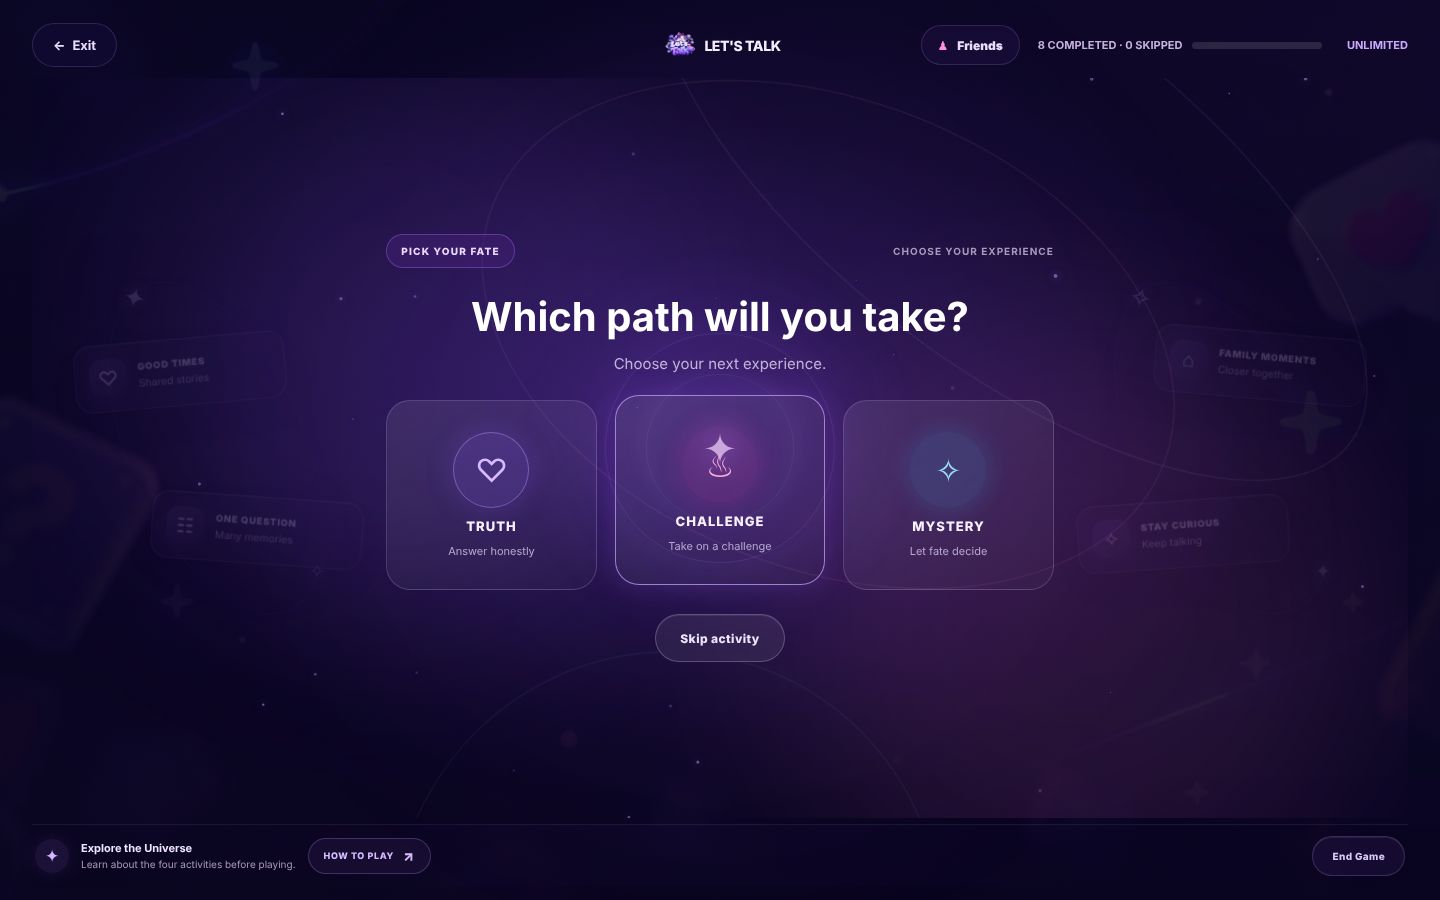 ← Exit
LET'S TALK
Friends
8 COMPLETED · 0 SKIPPED
UNLIMITED
PICK YOUR FATE
CHOOSE YOUR EXPERIENCE
Which path will you take?
Choose your next experience.
GOOD TIMES
Shared stories
FAMILY MOMENTS
Closer together
TRUTH
Answer honestly
CHALLENGE
Take on a challenge
MYSTERY
Let fate decide
ONE QUESTION
Many memories
STAY CURIOUS
Keep talking
Skip activity
Explore the Universe
Learn about the four activities before playing.
HOW TO PLAY
End Game